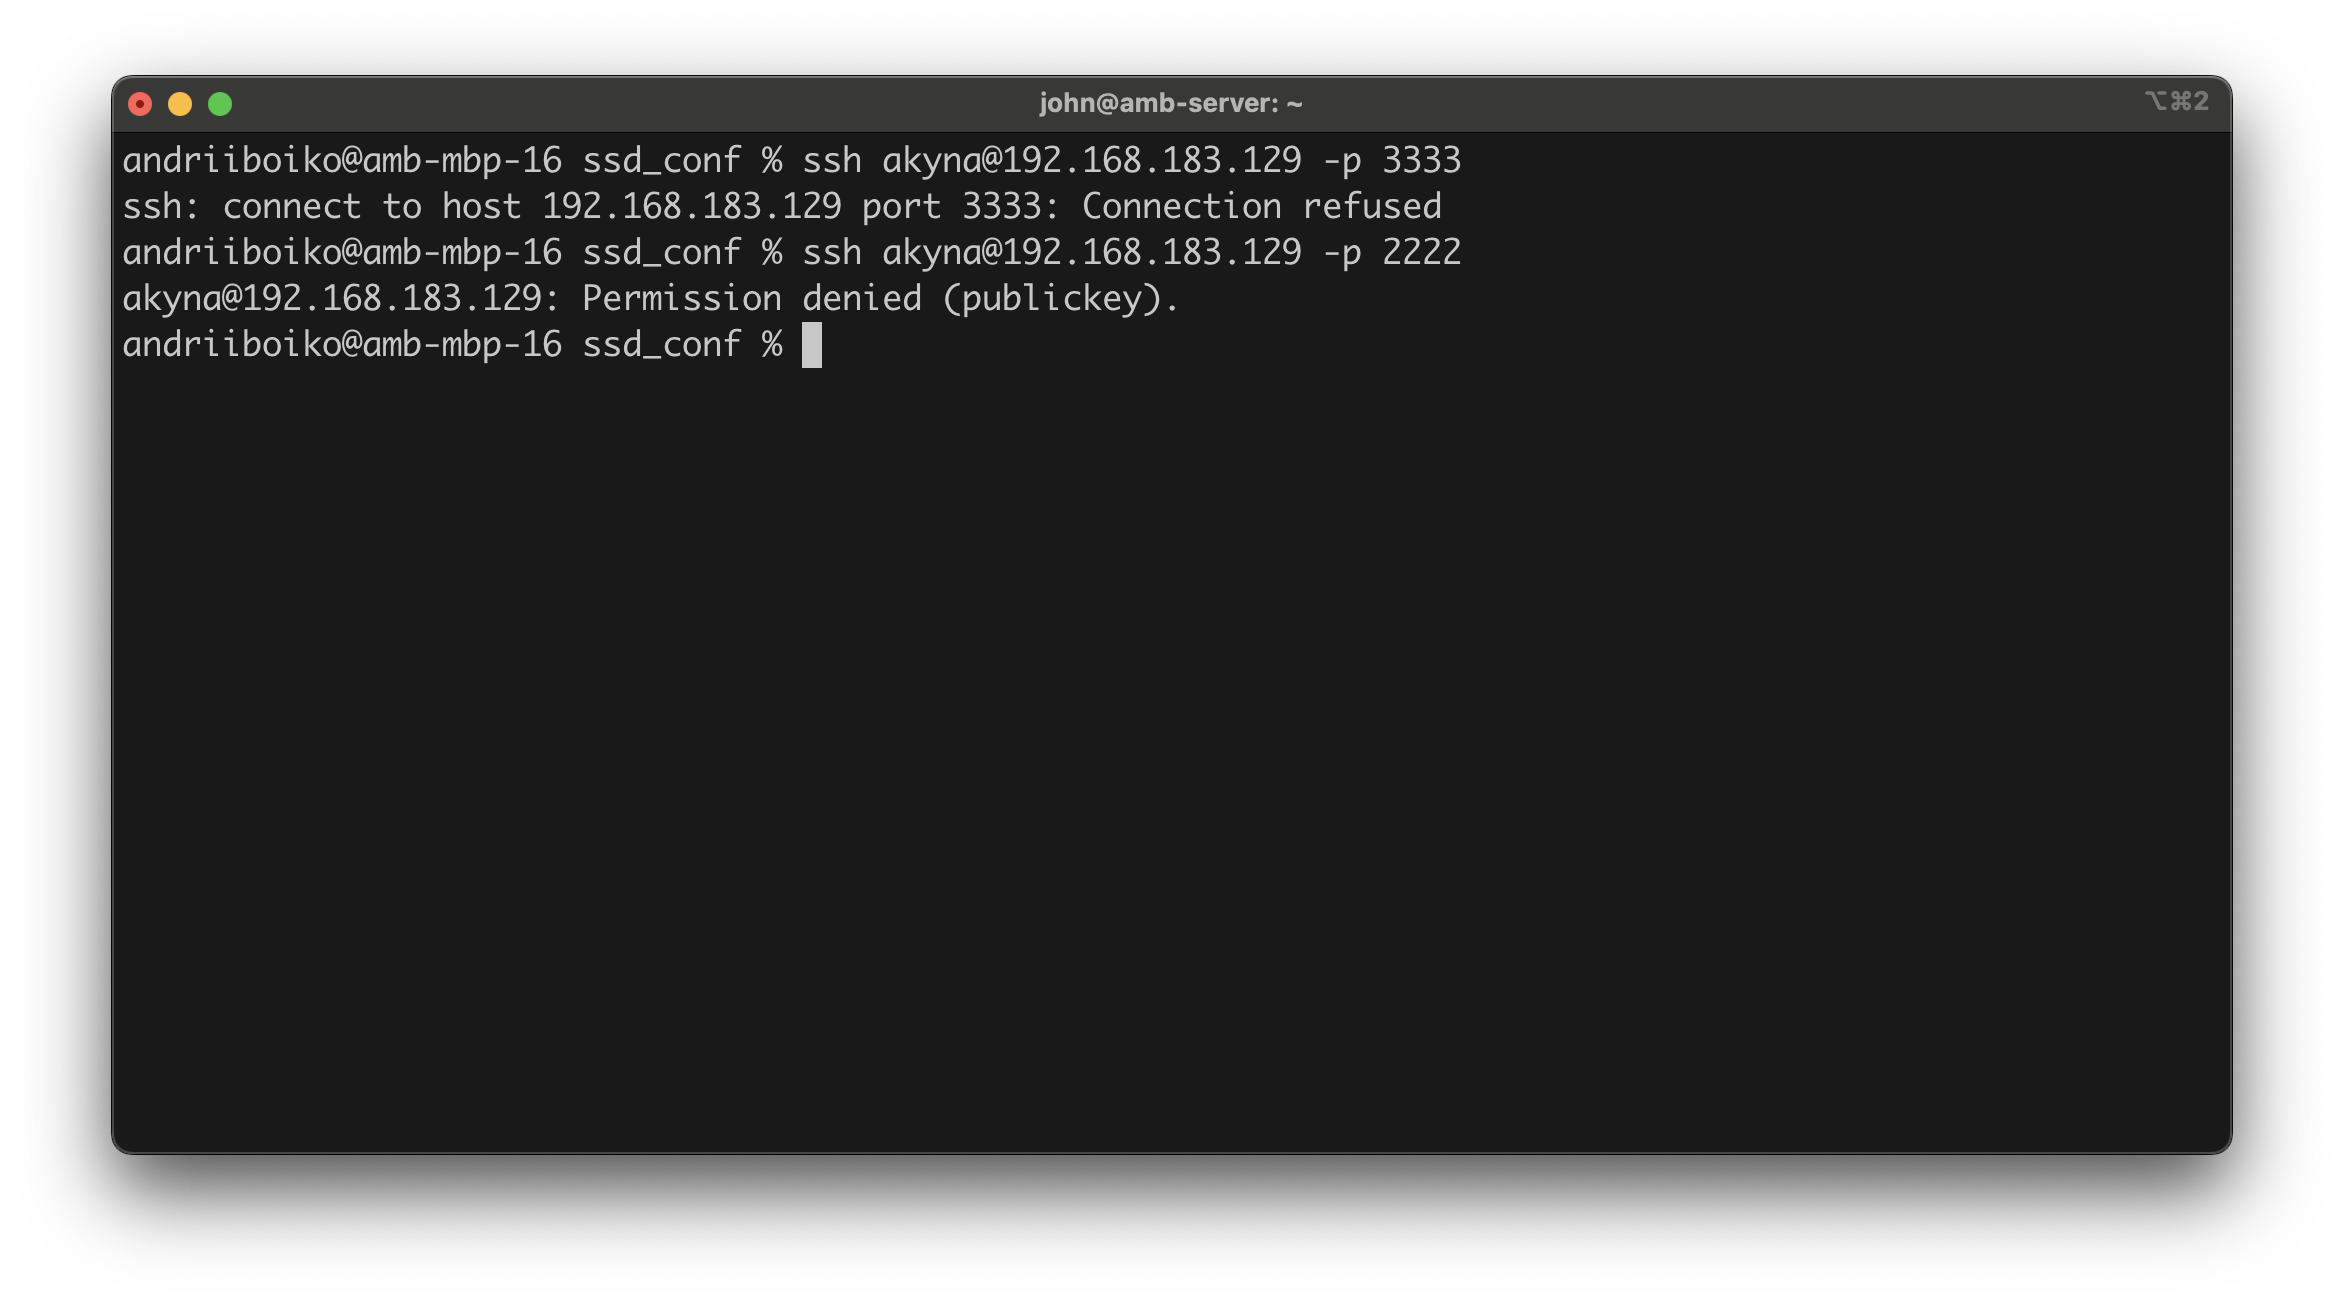 john@amb-server: ~
⌥⌘2
andriiboiko@amb-mbp-16 ssd_conf % ssh akyna@192.168.183.129 -p 3333
ssh: connect to host 192.168.183.129 port 3333: Connection refused
andriiboiko@amb-mbp-16 ssd_conf % ssh akyna@192.168.183.129 -p 2222
akyna@192.168.183.129: Permission denied (publickey).
andriiboiko@amb-mbp-16 ssd_conf %